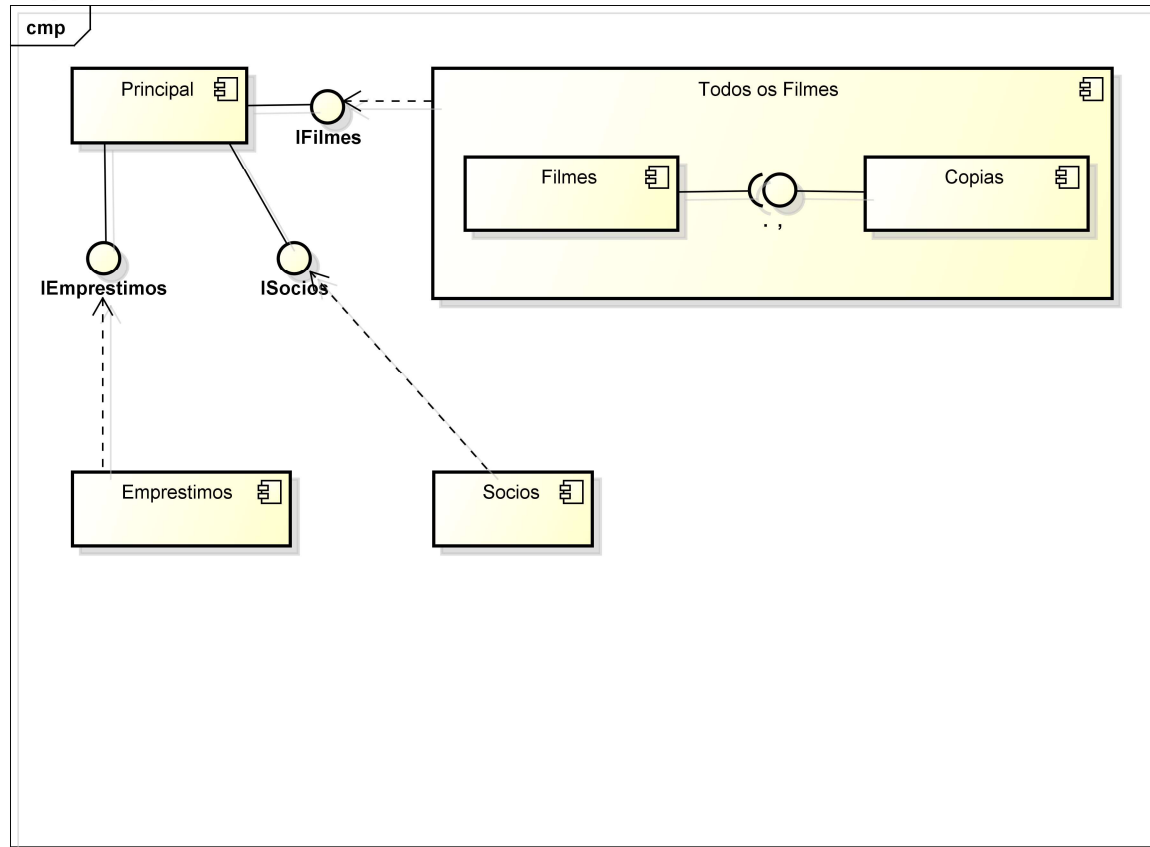 cmp
Principal
Todos os Filmes
IFilmes
Filmes
Copias
. ,
IEmprestimos
ISocios
Emprestimos
Socios